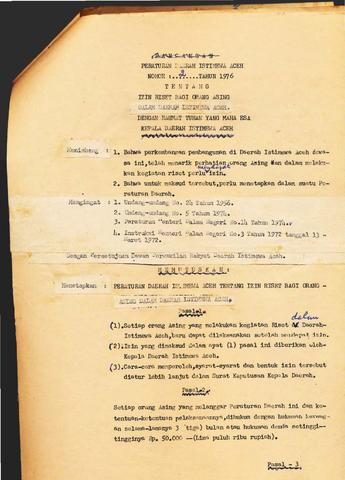 RANCANGAN
PERATURAN DAERAH ISTIMEWA ACEH
NOMOR : 2 TAHUN 1976
T E N T A N G
IZIN RISET BAGI ORANG ASING
DALAM DAERAH ISTIMEWA ACEH.
DENGAN RAHMAT TUHAN YANG MAHA ESA
KEPALA DAERAH ISTIMEWA ACEH
Menimbang : 1. Bahwa perkembangan pembangunan di Daerah Istimewa Aceh dewa-
sa ini, telah menarik perhatian orang Asing dan dalam melaku-
kan kegiatan riset perlu izin.
2. Bahwa untuk maksud tersebut, perlu menetapkan dalam suatu Pe-
raturan Daerah.
Mengingat : 1. Undang-undang No. 24 Tahun 1956.
2. Undang-undang No. 5 Tahun 1974.
3. Peraturan Menteri Dalam Negeri No.14 Tahun 1974.
4. Instruksi Menteri Dalam Negeri No.3 Tahun 1972 tanggal 13 -
Maret 1972.
Dengan Persetujuan Dewan Perwakilan Rakyat Daerah Istimewa Aceh.
M E M U T U S K A N :
Menetapkan : PERATURAN DAERAH ISTIMEWA ACEH TENTANG IZIN RISET BAGI ORANG-
ASING DALAM DAERAH ISTIMEWA ACEH.
Pasal 1.
dalam
(1).Setiap orang Asing yang melakukan kegiatan Riset Daerah-
Istimewa Aceh, baru dapat dilaksanakan setelah mendapat izin.
(2).Izin yang dimaksud dalam ayat (1) pasal ini diberikan oleh-
Kepala Daerah Istimewa Aceh.
(3).Cara-cara memperoleh, syarat-syarat dan bentuk izin tersebut
diatur lebih lanjut dalam Surat Keputusan Kepala Daerah.
Pasal 2.
Setiap orang Asing yang melanggar Peraturan Daerah ini dan ke-
tentuan-ketentuan pelaksanaannya, dihukum dengan hukuman kurung-
an selama-lamanya 3 (tiga) bulan atau hukuman denda setinggi-
tingginya Rp. 50.000 -- (lima puluh ribu rupiah).
Pasal - 3